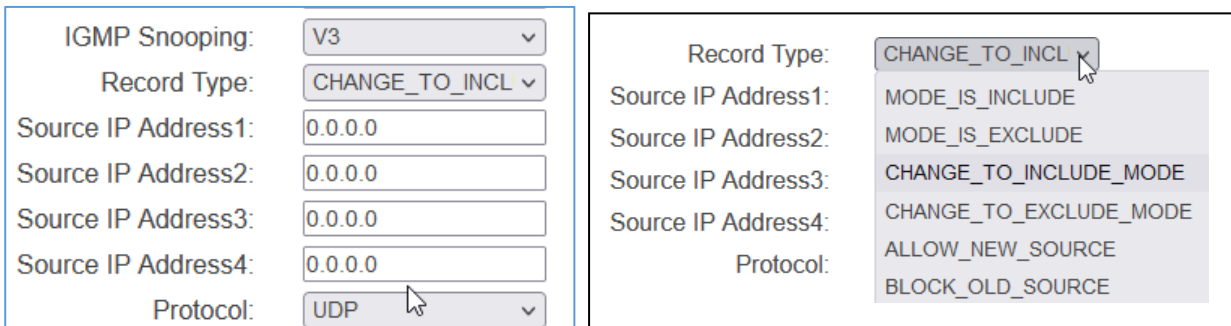 IGMP Snooping: V3
Record Type: CHANGE_TO_INCL
Source IP Address1: 0.0.0.0
Source IP Address2: 0.0.0.0
Source IP Address3: 0.0.0.0
Source IP Address4: 0.0.0.0
Protocol: UDP
Record Type: CHANGE_TO_INCL
Source IP Address1:
MODE_IS_INCLUDE
Source IP Address2:
MODE_IS_EXCLUDE
Source IP Address3:
CHANGE_TO_INCLUDE_MODE
Source IP Address4:
CHANGE_TO_EXCLUDE_MODE
Protocol:
ALLOW_NEW_SOURCE
BLOCK_OLD_SOURCE